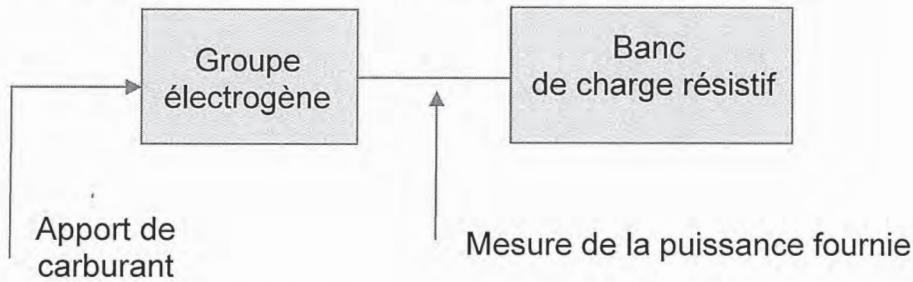 Groupe
électrogène
Banc
de charge résistif
Apport de
carburant
Mesure de la puissance fournie